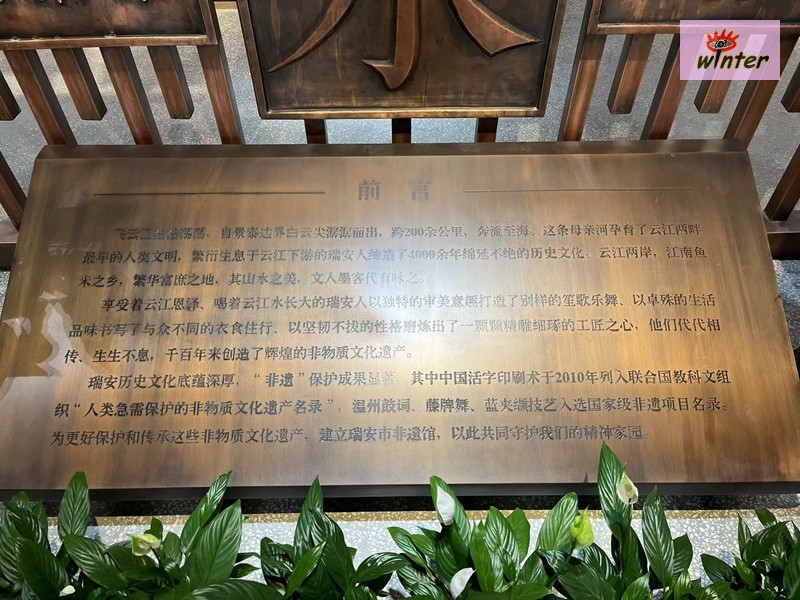 winter
前言
飞云江浩浩荡荡，自景泰边界白云尖潺潺而出，跨200余公里，奔流至海。这条母亲河孕育了云江两畔
最早的人类文明，繁衍生息于云江下游的瑞安人缔造了4000余年绵延不绝的历史文化。云江两岸，江南鱼
米之乡，繁华富庶之地，其山水之美，文人墨客代有咏之。
享受着云江恩泽、喝着云江水长大的瑞安人以独特的审美意趣打造了别样的笙歌乐舞、以卓殊的生活
品味书写了与众不同的衣食住行、以坚韧不拔的性格磨炼出了一颗颗精雕细琢的工匠之心，他们代代相
传、生生不息，千百年来创造了辉煌的非物质文化遗产。
瑞安历史文化底蕴深厚，“非遗”保护成果显著，其中中国活字印刷术于2010年列入联合国教科文组
织“人类急需保护的非物质文化遗产名录”，温州鼓词、藤牌舞、蓝夹缬技艺入选国家级非遗项目名录。
为更好保护和传承这些非物质文化遗产，建立瑞安市非遗馆，以此共同守护我们的精神家园。